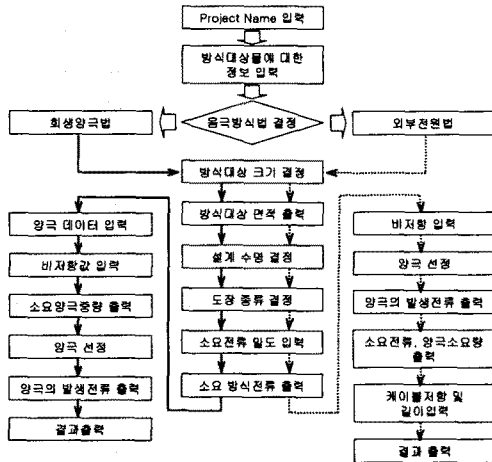 Project Name 입력
방식대상물에 대한
정보 입력
희생양극법
음극방식법 결정
외부전원법
방식대상 크기 결정
방식대상 면적 출력
설계 수명 결정
도장 종류 결정
소요전류 밀도 입력
소요 방식전류 출력
양극 데이터 입력
비저항값 입력
소요양극중량 출력
양극 선정
양극의 발생전류 출력
결과출력
비저항 입력
양극 선정
양극의 발생전류 출력
소요전류, 양극소요량
출력
케이블저항 및
길이입력
결과 출력